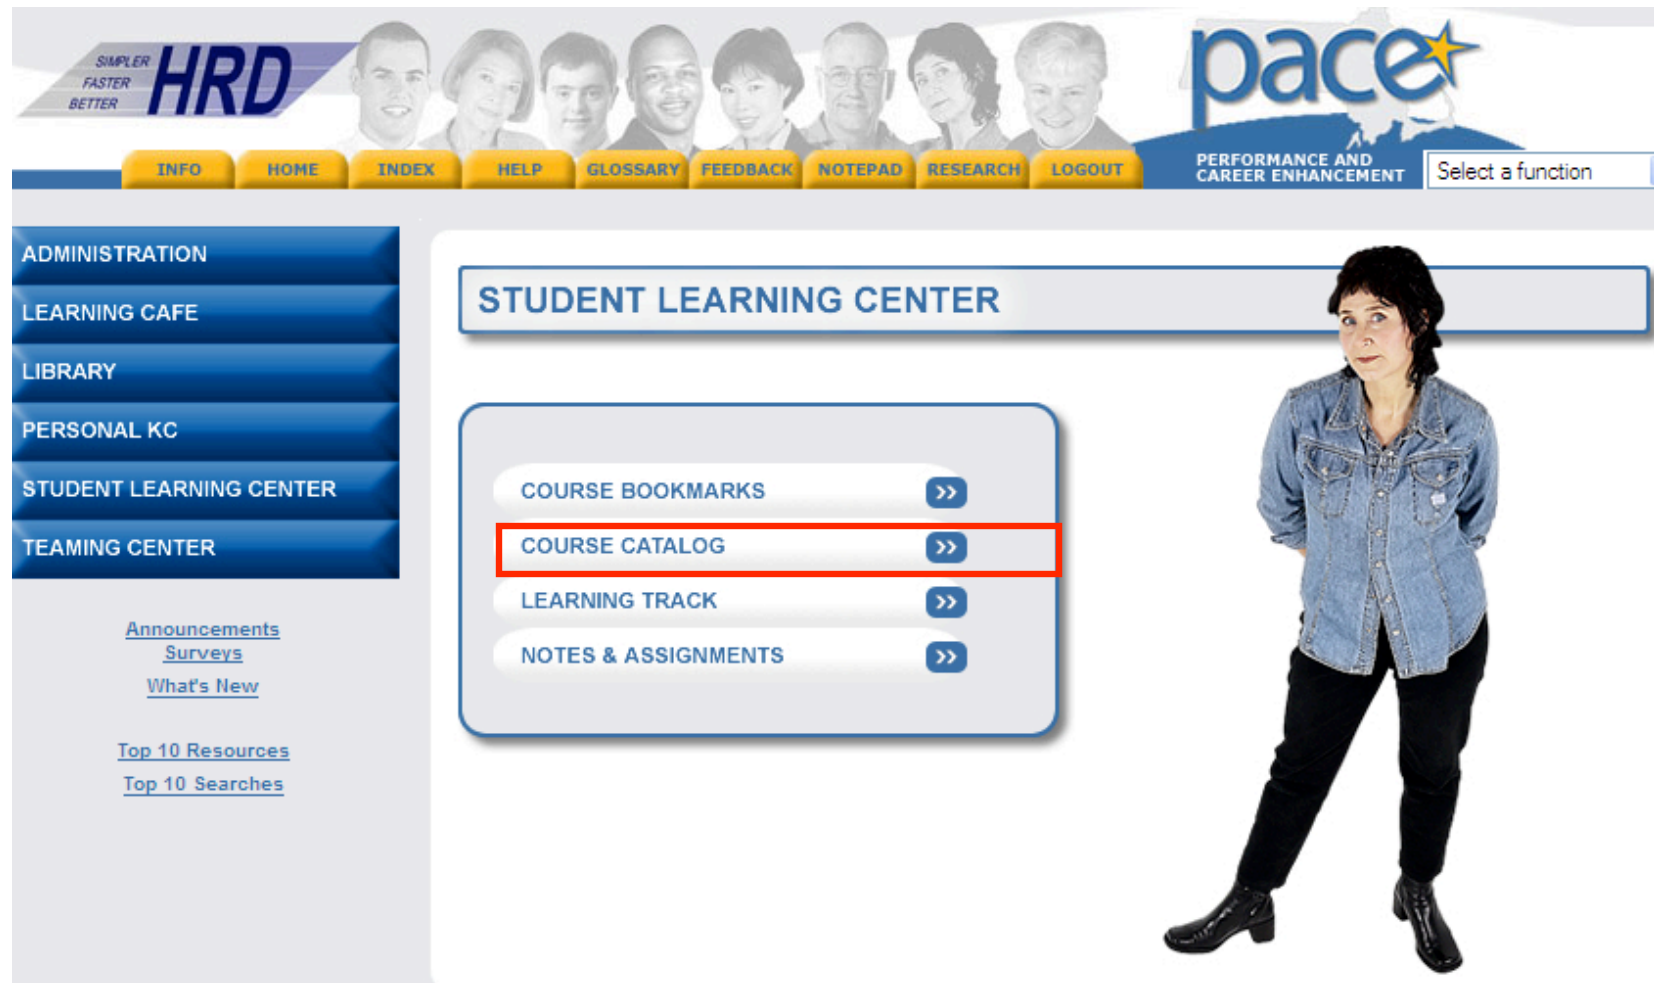 SIMPLER
FASTER
BETTER
HRD
pace
INFO
HOME
INDEX
HELP
GLOSSARY
FEEDBACK
NOTEPAD
RESEARCH
LOGOUT
PERFORMANCE AND
CAREER ENHANCEMENT
Select a function
ADMINISTRATION
LEARNING CAFE
LIBRARY
PERSONAL KC
STUDENT LEARNING CENTER
TEAMING CENTER
Announcements
Surveys
What's New
Top 10 Resources
Top 10 Searches
STUDENT LEARNING CENTER
COURSE BOOKMARKS
COURSE CATALOG
LEARNING TRACK
NOTES & ASSIGNMENTS